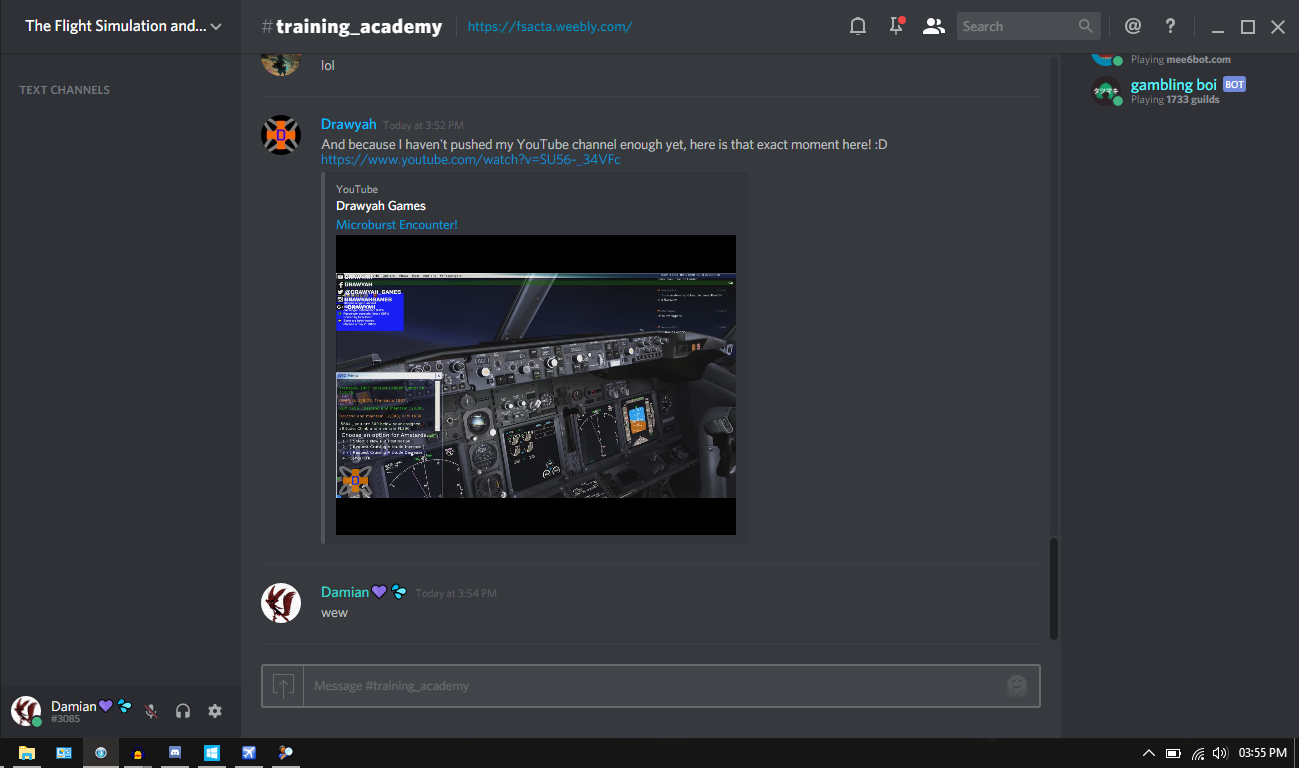 The Flight Simulation and...
#training_academy
https://fsacta.weebly.com/
Search
TEXT CHANNELS
lol
Drawyah Today at 3:52 PM
And because I haven't pushed my YouTube channel enough yet, here is that exact moment here! :D
https://www.youtube.com/watch?v=SU56-_34VFc
YouTube
Drawyah Games
Microburst Encounter!
DRAWYAH
@DRAWYAH_GAMES
Damian Today at 3:54 PM
wew
Message #training_academy
Playing mee6bot.com
gambling boi BOT
Playing 1733 guilds
Damian
#3085
03:55 PM